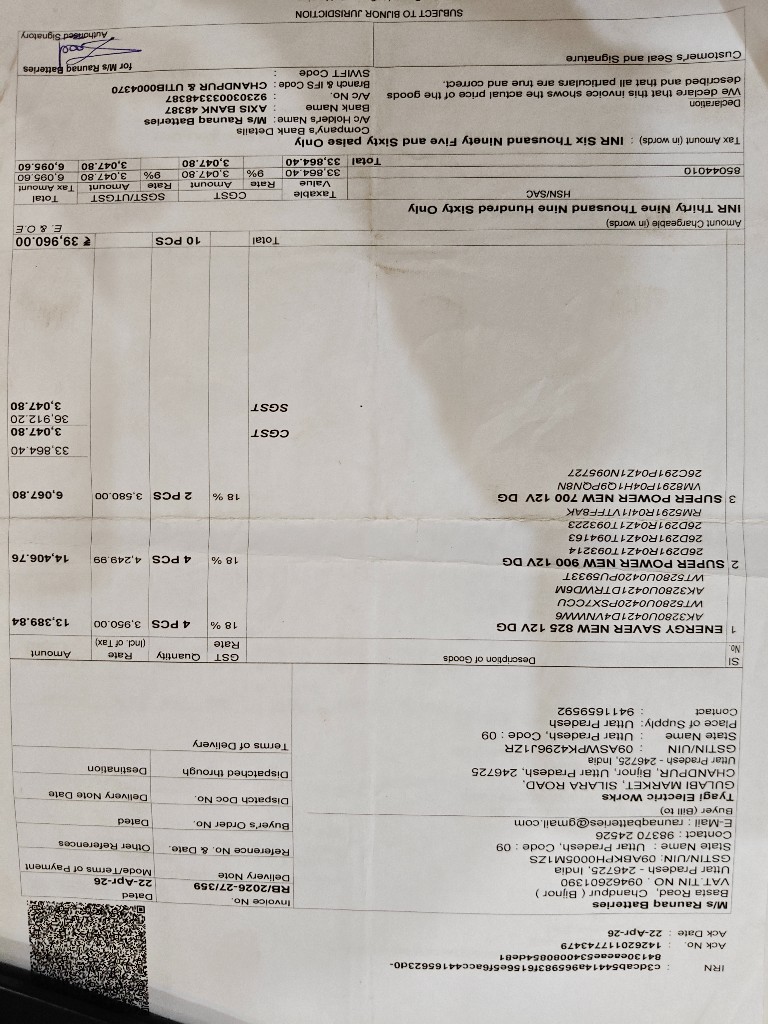 IRN : c3dcab54414a9659836f6156e5f6acc44165623d0-
84130eaeae53400808854de81
Ack No. : 142620117743479
Ack Date : 22-Apr-26
M/s Raunaq Batteries
Basta Road, Chandpur ( Bijnor )
VAT.TIN NO . 09462601390
Uttar Pradesh - 246725, India
GSTIN/UIN: 09ABKPH0005M1ZS
State Name : Uttar Pradesh, Code : 09
Contact : 98370 24526
E-Mail : raunaqbatteries@gmail.com
Invoice No.
RB/2026-27/359
Dated
22-Apr-26
Delivery Note
Mode/Terms of Payment
Reference No. & Date.
Other References
Buyer (Bill to)
Tyagi Electric Works
GULABI MARKET, SILARA ROAD,
CHANDPUR, Bijnor, Uttar Pradesh, 246725
Uttar Pradesh - 246725, India
GSTIN/UIN : 09ASWPK4296J1ZR
State Name : Uttar Pradesh, Code : 09
Place of Supply: Uttar Pradesh
Contact : 9411659592
Buyer's Order No.
Dated
Dispatch Doc No.
Delivery Note Date
Dispatched through
Destination
Terms of Delivery
Sl No. Description of Goods GST Rate Quantity Rate (Incl. of Tax) Amount
1 ENERGY SAVER NEW 825 12V DG 18 % 4 PCS 3,950.00 13,389.84
AK3280U0421D4VNWW6
WT5280U0420PSX7CCU
AK3280U0421DTRWD6M
WT5280U0420PU5933T
2 SUPER POWER 900 NEW 12V DG 18 % 4 PCS 4,249.99 14,406.76
26D291R04Z1T093214
26D291R04Z1T094163
26D291R04Z1T093223
RM5291R0411VTFF8AK
3 SUPER POWER 700 NEW 12V DG 18 % 2 PCS 3,580.00 6,067.80
VM8291P04H1Q9PQN8N
26C291P04Z1N095727
33,864.40
CGST 3,047.80
36,912.20
SGST 3,047.80
Total 10 PCS ₹ 39,960.00
Amount Chargeable (in words) E. & O.E
INR Thirty Nine Thousand Nine Hundred Sixty Only
HSN/SAC Taxable Value CGST Rate Amount SGST/UTGST Rate Amount Total Tax Amount
85044010 33,864.40 9% 3,047.80 9% 3,047.80 6,095.60
Total 33,864.40 3,047.80 3,047.80 6,095.60
Tax Amount (in words) : INR Six Thousand Ninety Five and Sixty paise Only
Company's Bank Details
A/c Holder's Name: M/s Raunaq Batteries
Bank Name : AXIS BANK 48387
A/c No. : 923030033348387
Branch & IFS Code: CHANDPUR & UTIB0004370
SWIFT Code :
Declaration
We declare that this invoice shows the actual price of the goods
described and that all particulars are true and correct.
Customer's Seal and Signature
for M/s Raunaq Batteries
Authorised Signatory
SUBJECT TO BIJNOR JURISDICTION